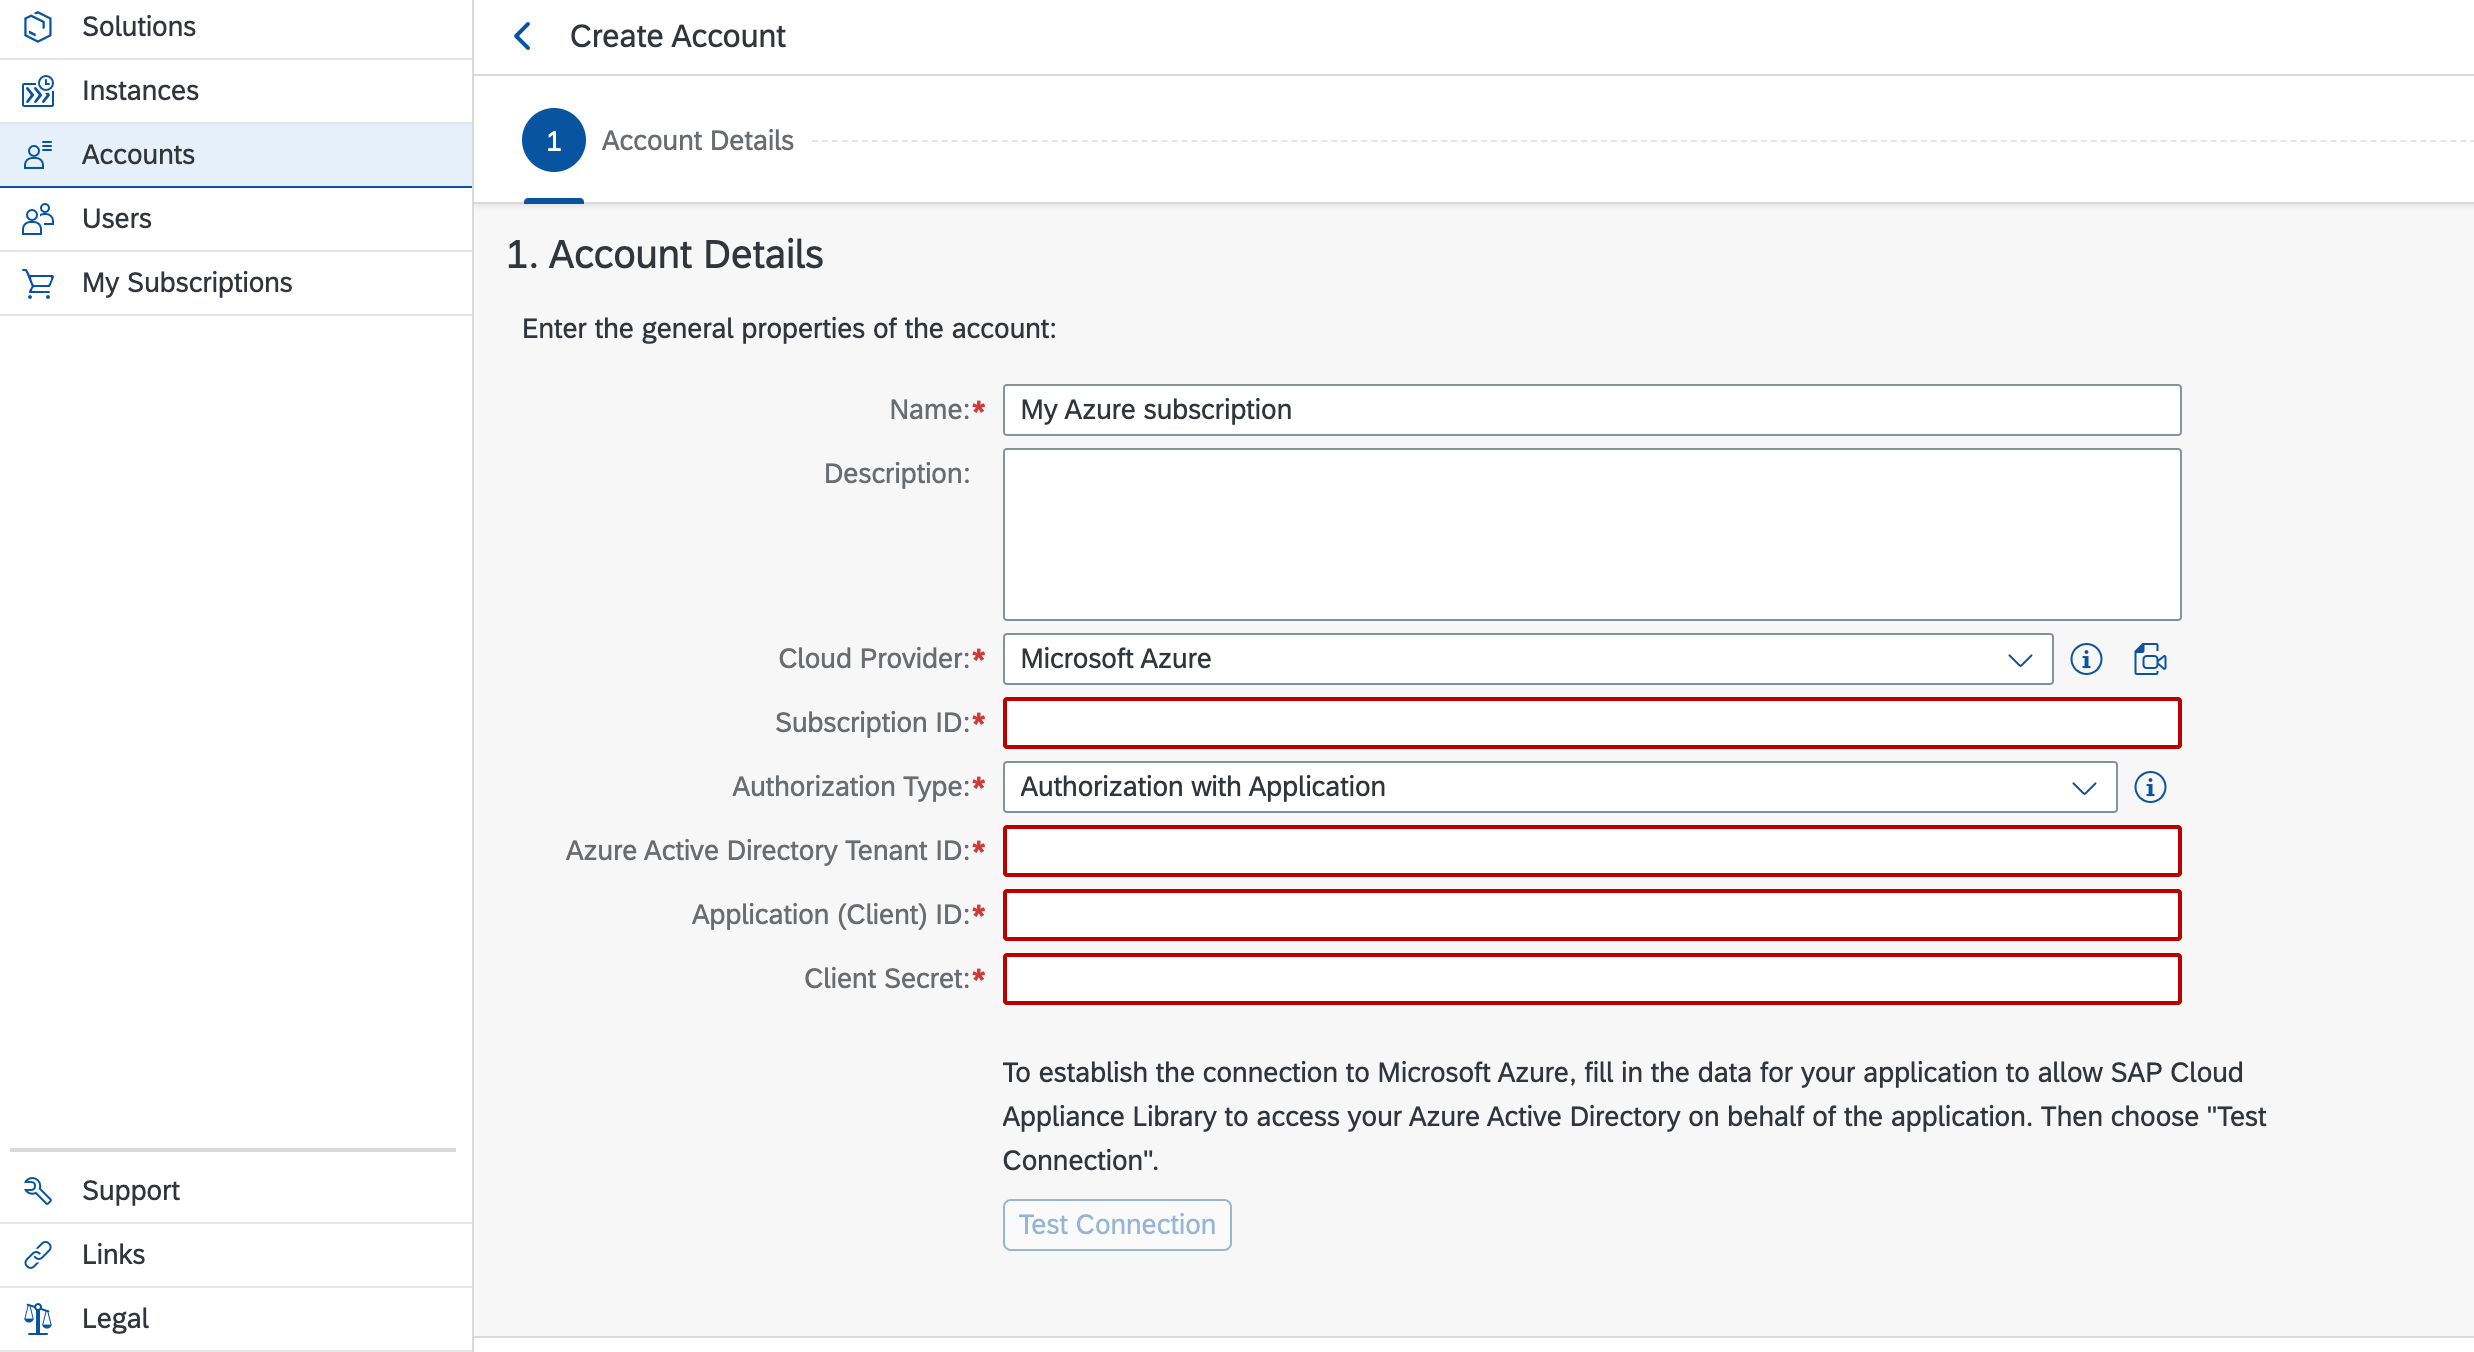 Solutions
Instances
Accounts
Users
My Subscriptions
Support
Links
Legal
Create Account
1 Account Details
1. Account Details
Enter the general properties of the account:
Name:* My Azure subscription
Description:
Cloud Provider:* Microsoft Azure
Subscription ID:*
Authorization Type:* Authorization with Application
Azure Active Directory Tenant ID:*
Application (Client) ID:*
Client Secret:*
To establish the connection to Microsoft Azure, fill in the data for your application to allow SAP Cloud
Appliance Library to access your Azure Active Directory on behalf of the application. Then choose "Test
Connection".
Test Connection